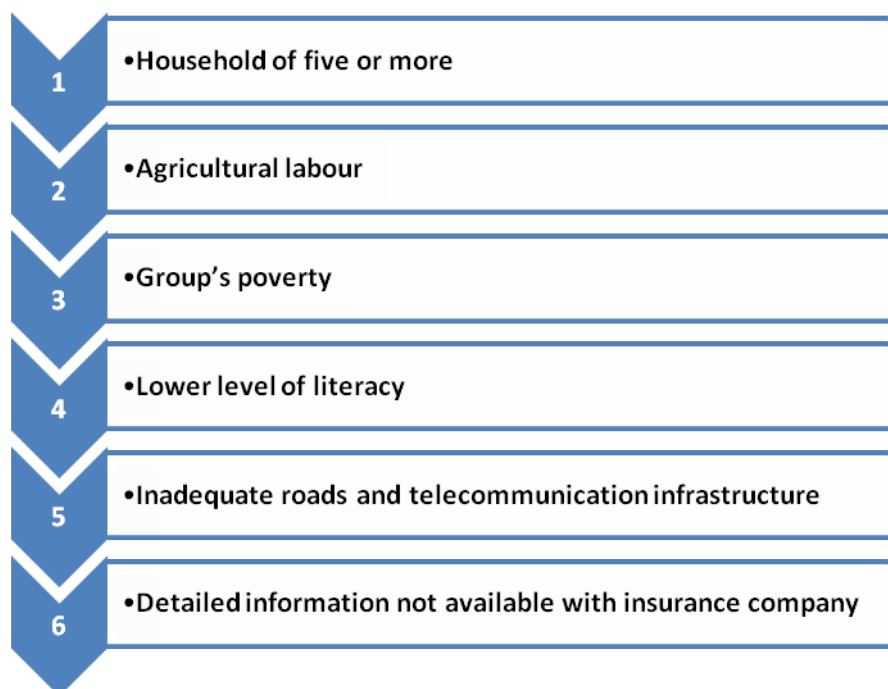 1
•Household of five or more
2
•Agricultural labour
3
•Group’s poverty
4
•Lower level of literacy
5
•Inadequate roads and telecommunication infrastructure
6
•Detailed information not available with insurance company